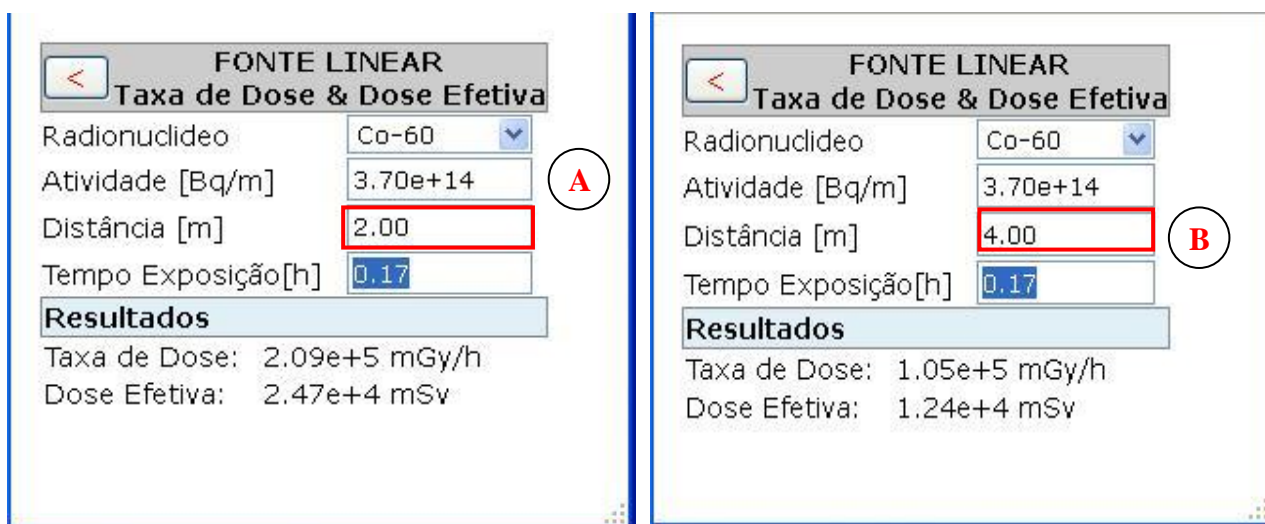 <
FONTE LINEAR
Taxa de Dose & Dose Efetiva
Radionuclideo Co-60
Atividade [Bq/m] 3.70e+14
Distância [m] 2.00
Tempo Exposição[h] 0.17
Resultados
Taxa de Dose: 2.09e+5 mGy/h
Dose Efetiva: 2.47e+4 mSv
A
<
FONTE LINEAR
Taxa de Dose & Dose Efetiva
Radionuclideo Co-60
Atividade [Bq/m] 3.70e+14
Distância [m] 4.00
Tempo Exposição[h] 0.17
Resultados
Taxa de Dose: 1.05e+5 mGy/h
Dose Efetiva: 1.24e+4 mSv
B